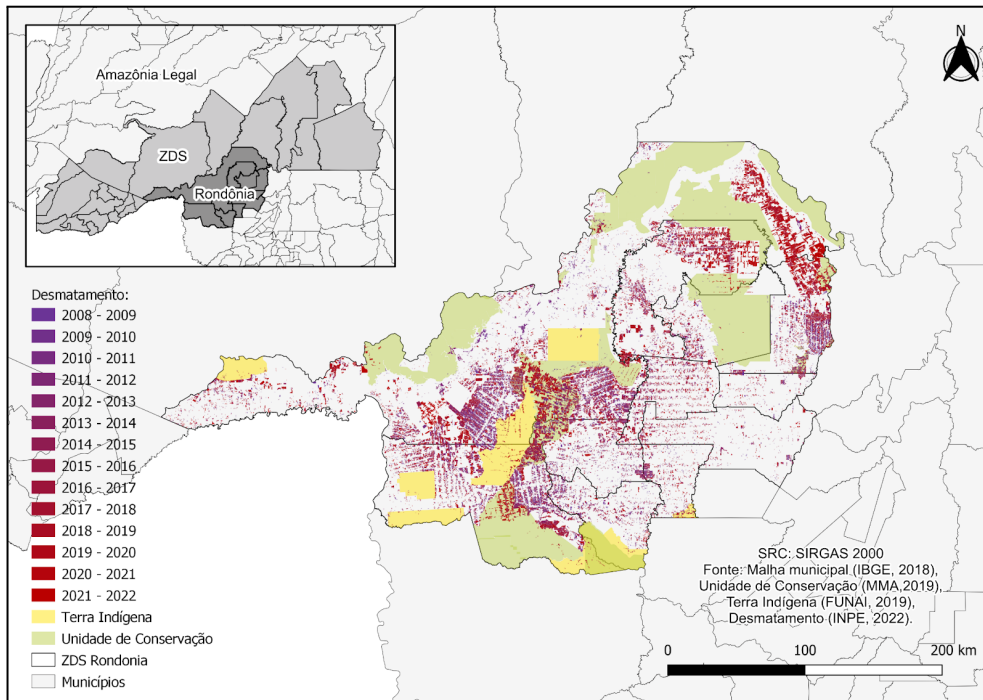 Amazônia Legal
ZDS
Rondônia
N
Desmatamento:
2008 - 2009
2009 - 2010
2010 - 2011
2011 - 2012
2012 - 2013
2013 - 2014
2014 - 2015
2015 - 2016
2016 - 2017
2017 - 2018
2018 - 2019
2019 - 2020
2020 - 2021
2021 - 2022
Terra Indígena
Unidade de Conservação
ZDS Rondonia
Municípios
SRC: SIRGAS 2000
Fonte: Malha municipal (IBGE, 2018),
Unidade de Conservação (MMA,2019),
Terra Indígena (FUNAI, 2019),
Desmatamento (INPE, 2022).
0 100 200 km